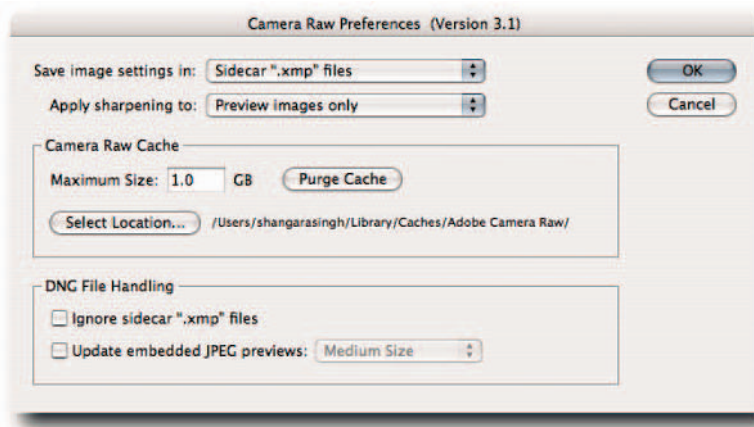 Camera Raw Preferences (Version 3.1)
Save image settings in: Sidecar ".xmp" files
OK
Apply sharpening to: Preview images only
Cancel
Camera Raw Cache
Maximum Size: 1.0 GB Purge Cache
Select Location... /Users/shangarasingh/Library/Caches/Adobe Camera Raw/
DNG File Handling
Ignore sidecar ".xmp" files
Update embedded JPEG previews: Medium Size